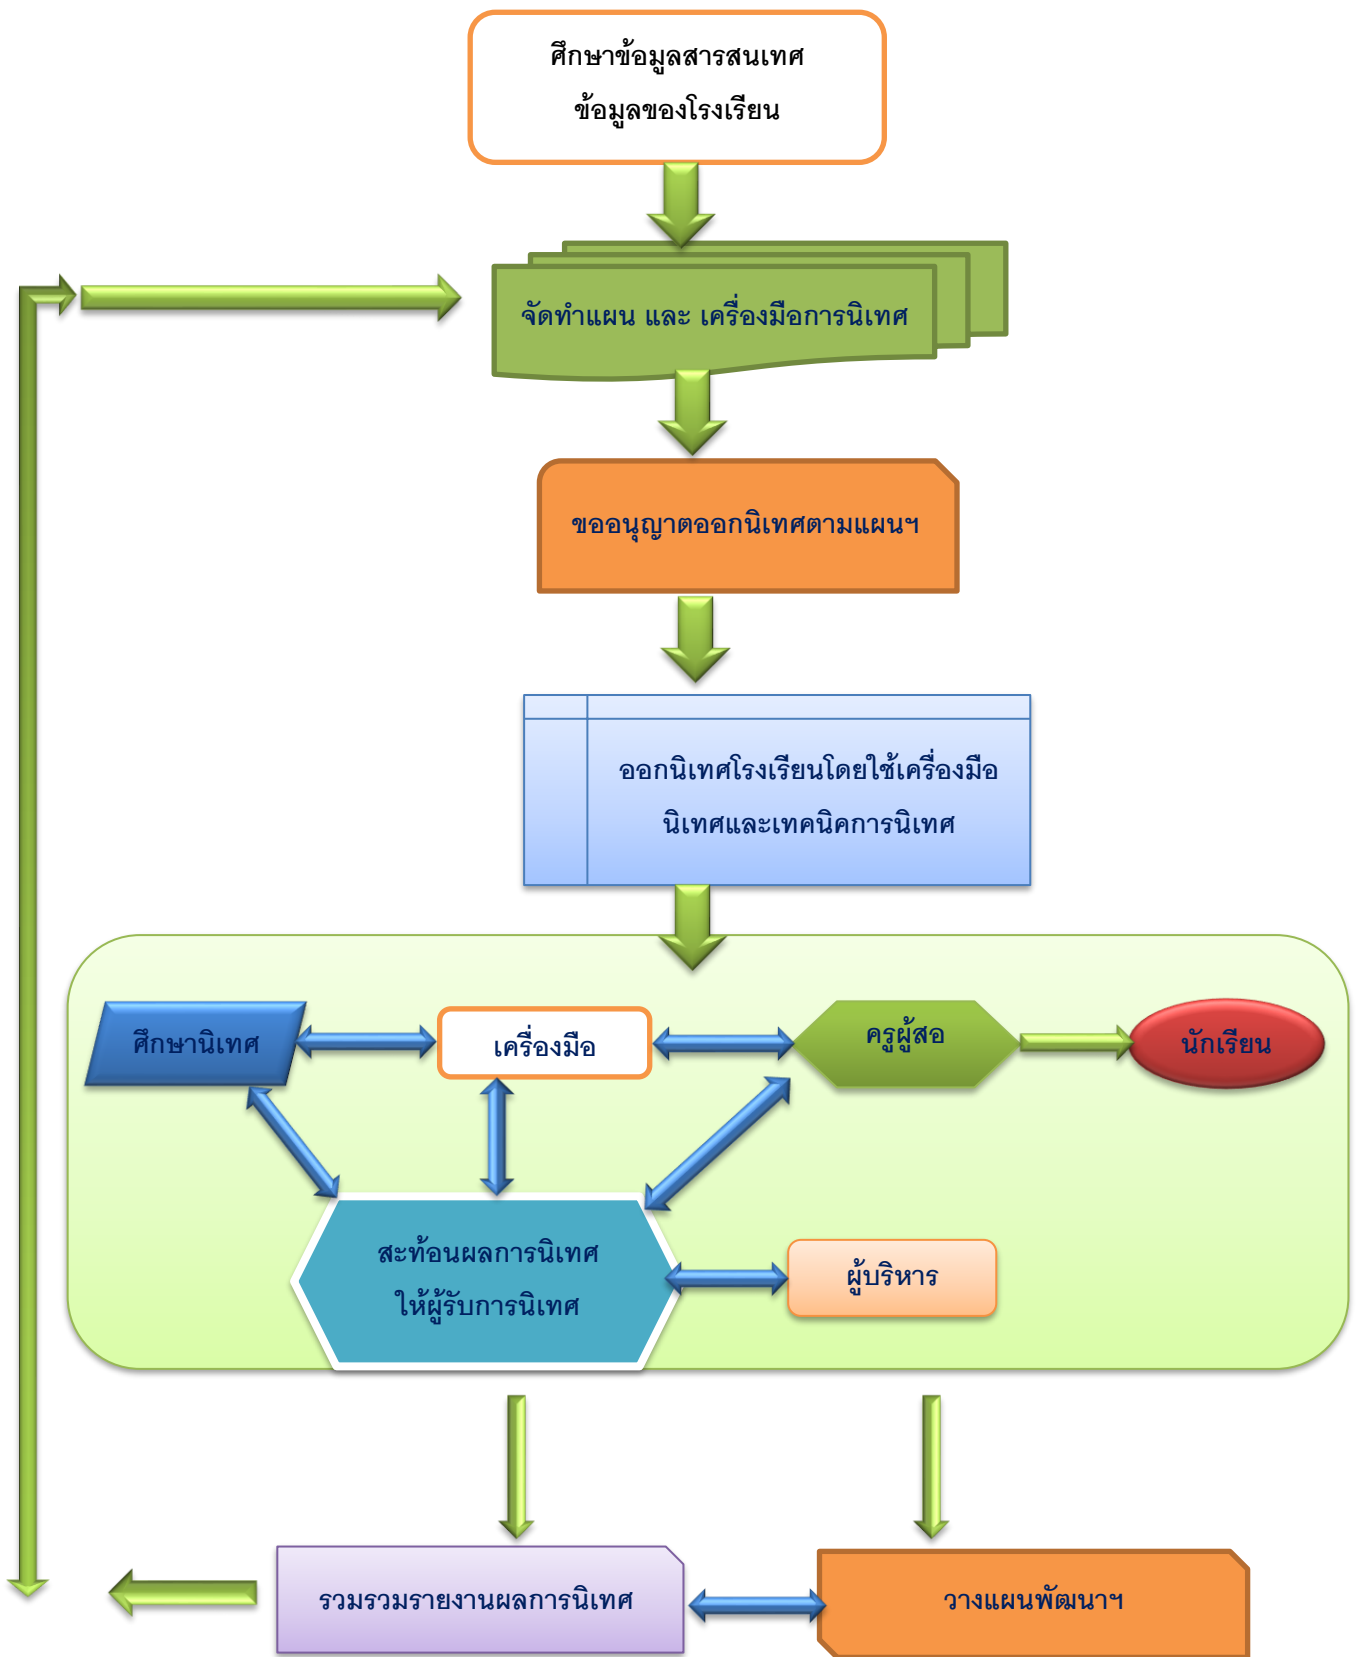 ศึกษาข้อมูลสารสนเทศ
ข้อมูลของโรงเรียน
จัดทำแผน และ เครื่องมือการนิเทศ
ขออนุญาตออกนิเทศตามแผนฯ
ออกนิเทศโรงเรียนโดยใช้เครื่องมือ
นิเทศและเทคนิคการนิเทศ
ศึกษานิเทศ
เครื่องมือ
ครูผู้สอ
นักเรียน
สะท้อนผลการนิเทศ
ให้ผู้รับการนิเทศ
ผู้บริหาร
รวมรวมรายงานผลการนิเทศ
วางแผนพัฒนาฯ